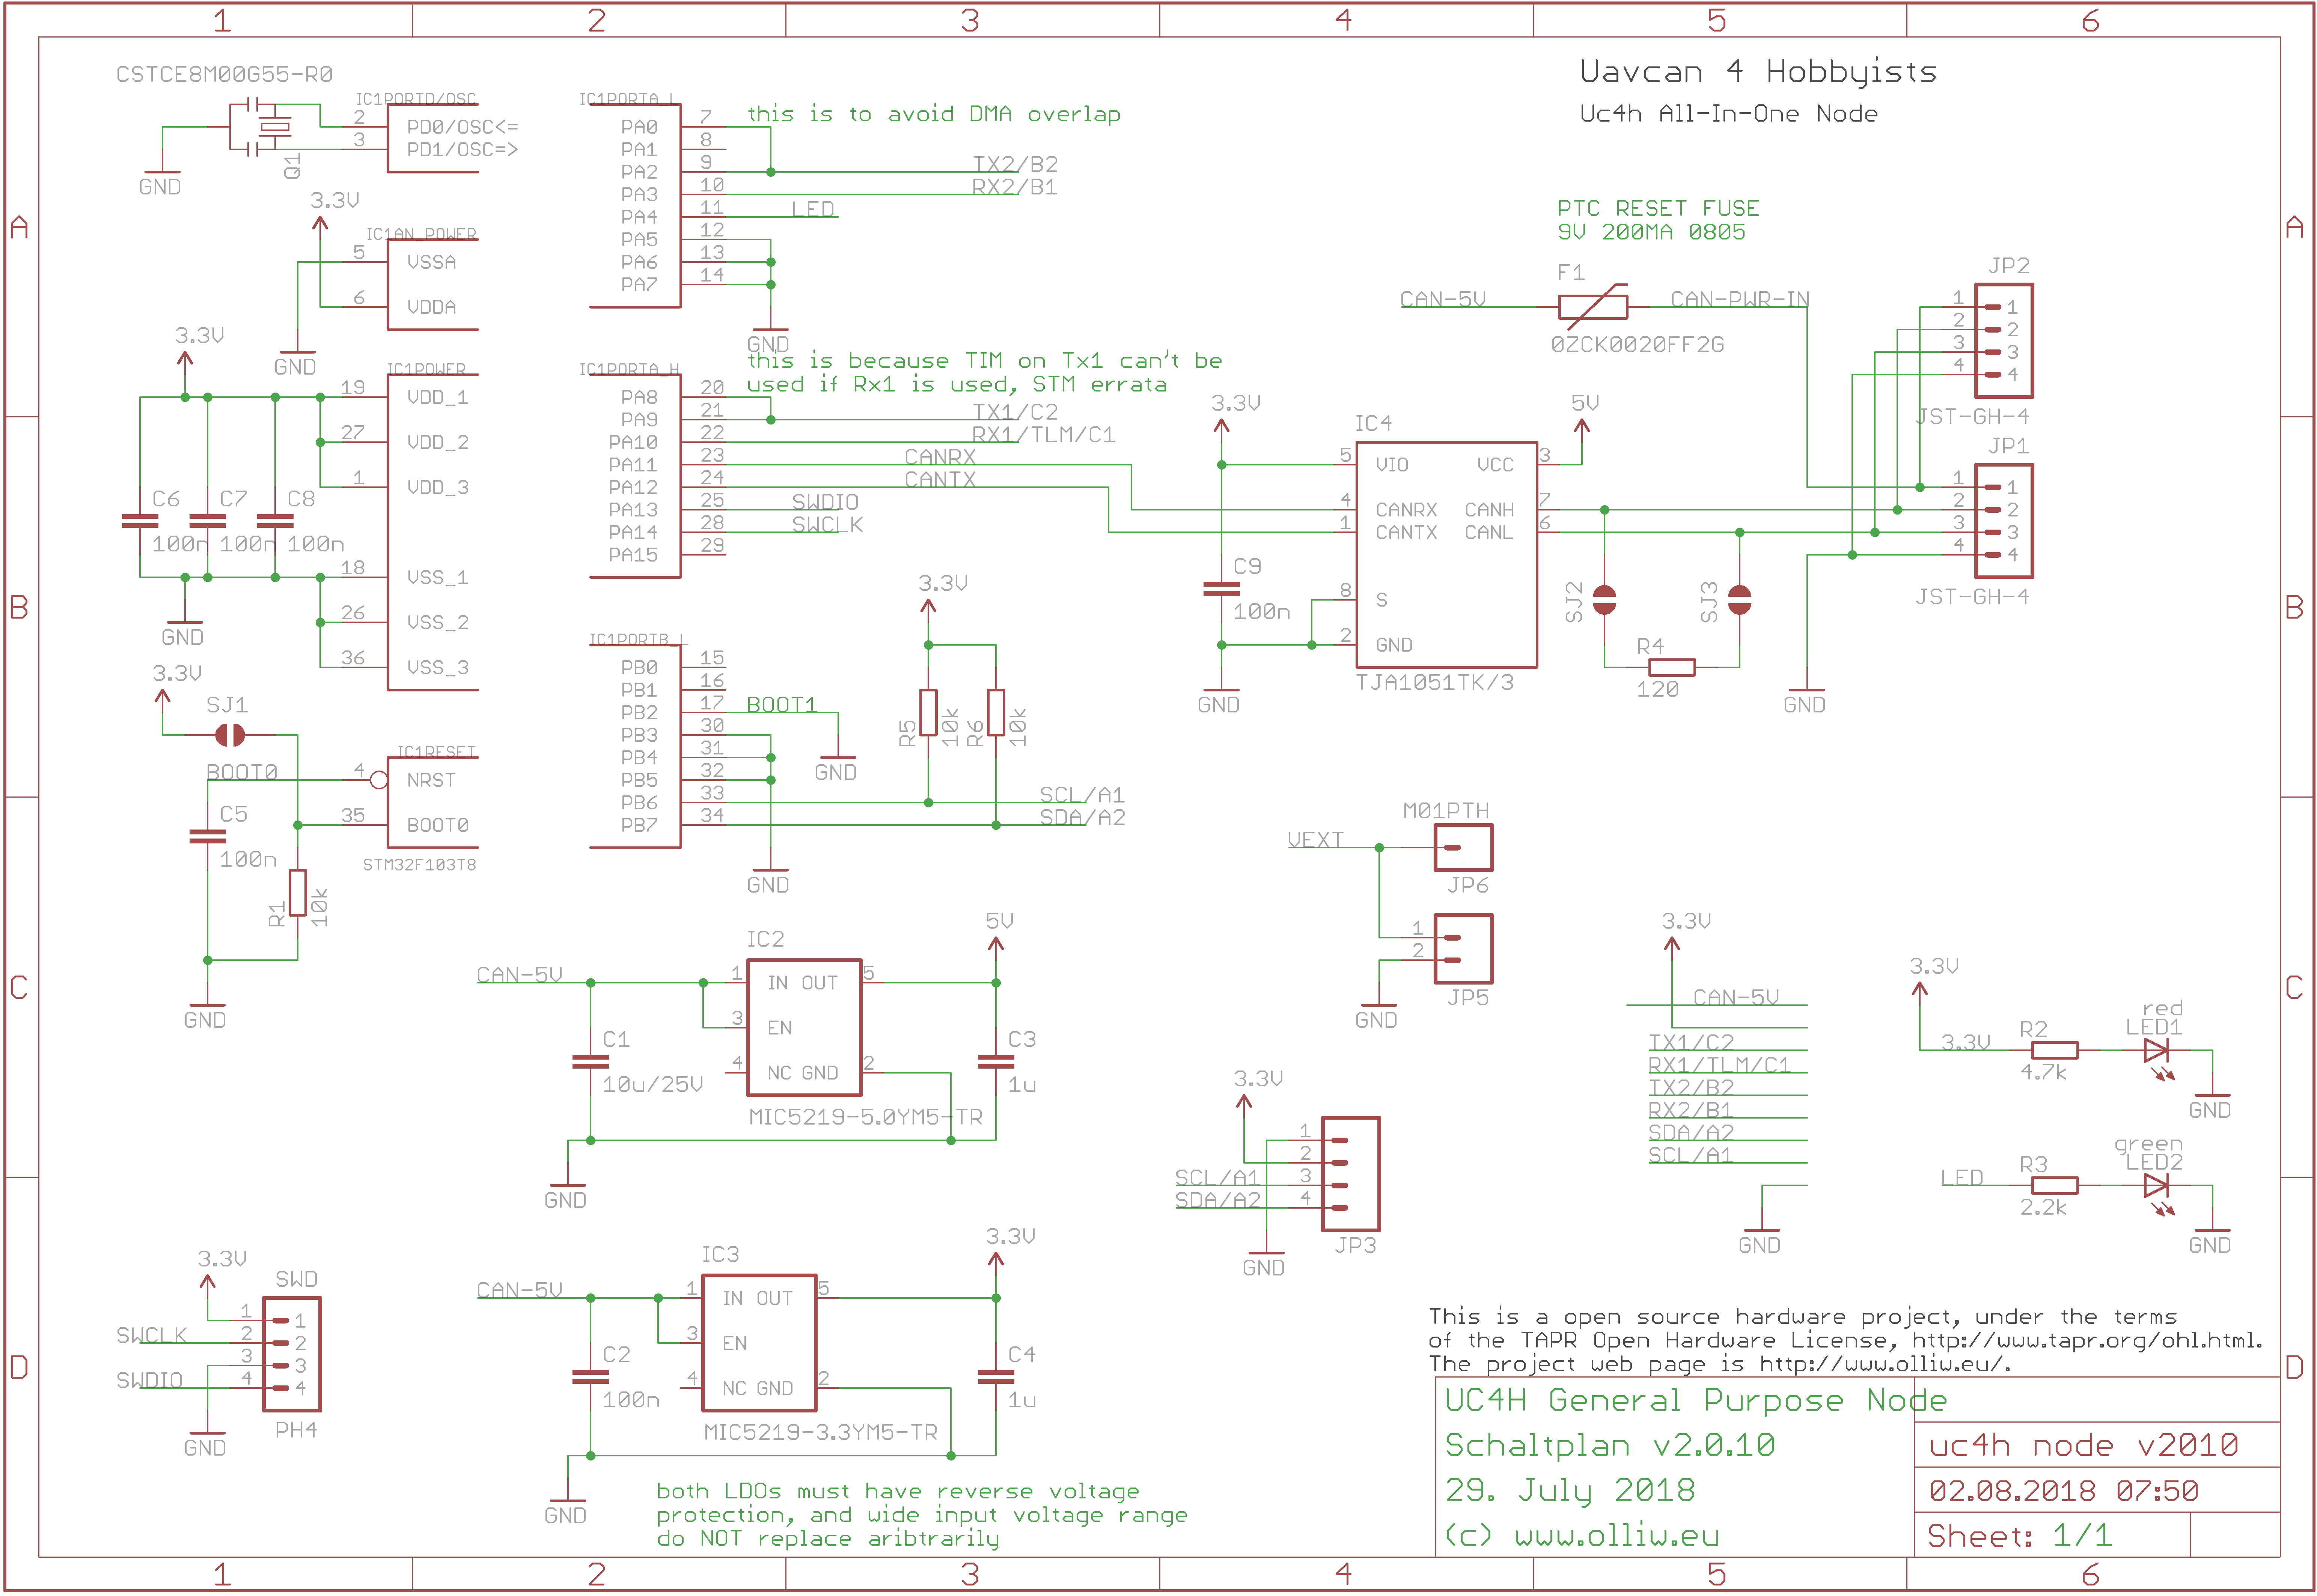 1 2 3 4 5 6
A
B
C
D
A
B
C
D
1 2 3 4 5 6
Uavcan 4 Hobbyists
Uc4h All-In-One Node
CSTCE8M00G55-R0
Q1
GND
IC1PORTD/OSC
2 PD0/OSC<=
3 PD1/OSC=>
3.3V
IC1AN_POWER
5 VSSA
6 VDDA
GND
3.3V
IC1POWER
19 VDD_1
27 VDD_2
1 VDD_3
18 VSS_1
26 VSS_2
36 VSS_3
C6 C7 C8
100n 100n 100n
GND
3.3V
SJ1
BOOT0
IC1RESET
4 NRST
35 BOOT0
STM32F103T8
C5
100n
R1
10k
GND
IC1PORTA_L
PA0 7
PA1 8
PA2 9
PA3 10
PA4 11
PA5 12
PA6 13
PA7 14
this is to avoid DMA overlap
TX2/B2
RX2/B1
LED
GND
this is because TIM on Tx1 can't be
used if Rx1 is used, STM errata
IC1PORTA_H
PA8 20
PA9 21
PA10 22
PA11 23
PA12 24
PA13 25
PA14 28
PA15 29
TX1/C2
RX1/TLM/C1
CANRX
CANTX
SWDIO
SWCLK
IC1PORTB_L
PB0 15
PB1 16
PB2 17
PB3 30
PB4 31
PB5 32
PB6 33
PB7 34
BOOT1
GND
GND
3.3V
R5
10k
R6
10k
SCL/A1
SDA/A2
PTC RESET FUSE
9V 200MA 0805
F1
CAN-5V
CAN-PWR-IN
0ZCK0020FF2G
JP2
1 1
2 2
3 3
4 4
JST-GH-4
JP1
1 1
2 2
3 3
4 4
JST-GH-4
3.3V
5V
IC4
5 VIO VCC 3
4 CANRX CANH 7
1 CANTX CANL 6
8 S
2 GND
TJA1051TK/3
C9
100n
GND
SJ2
SJ3
R4
120
GND
M01PTH
VEXT
JP6
1
2
JP5
GND
IC2
5V
CAN-5V
1 IN OUT 5
3 EN
4 NC GND 2
MIC5219-5.0YM5-TR
C1
10u/25V
C3
1u
GND
IC3
3.3V
CAN-5V
1 IN OUT 5
3 EN
4 NC GND 2
MIC5219-3.3YM5-TR
C2
100n
C4
1u
GND
both LDOs must have reverse voltage
protection, and wide input voltage range
do NOT replace aribtrarily
3.3V
SWD
1 1
2 2
3 3
4 4
SWCLK
SWDIO
PH4
GND
3.3V
1
2
3
4
SCL/A1
SDA/A2
JP3
GND
3.3V
CAN-5V
TX1/C2
RX1/TLM/C1
TX2/B2
RX2/B1
SDA/A2
SCL/A1
GND
3.3V
3.3V
R2
4.7k
red
LED1
GND
LED
R3
2.2k
green
LED2
GND
This is a open source hardware project, under the terms
of the TAPR Open Hardware License, http://www.tapr.org/ohl.html.
The project web page is http://www.olliw.eu/.
UC4H General Purpose Node
Schaltplan v2.0.10
29. July 2018
(c) www.olliw.eu
uc4h node v2010
02.08.2018 07:50
Sheet: 1/1